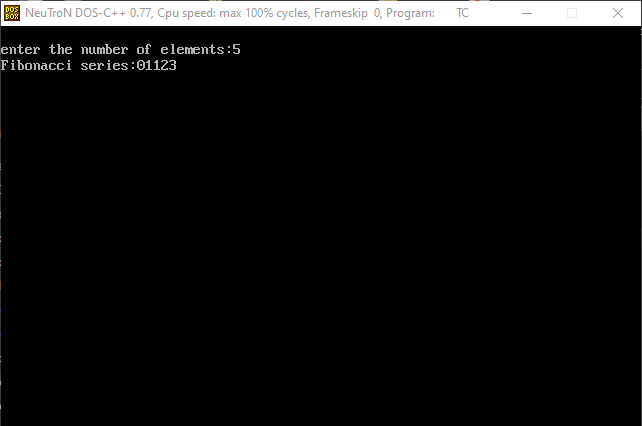 DOS
BOX
NeuTroN DOS-C++ 0.77, Cpu speed: max 100% cycles, Frameskip 0, Program: TC
enter the number of elements:5
Fibonacci series:01123